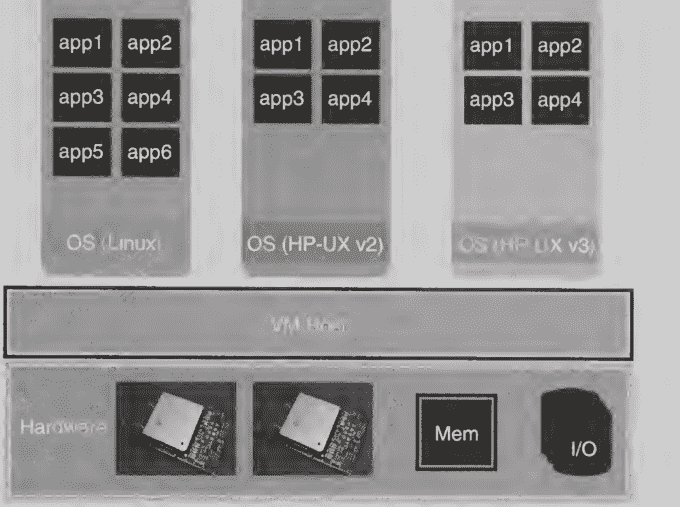 app1 app2
app3 app4
app5 app6
OS (Linux)
app1 app2
app3 app4
OS (HP-UX v2)
app1 app2
app3 app4
OS (HP-UX v3)
VM Host
Hardware
Mem
I/O